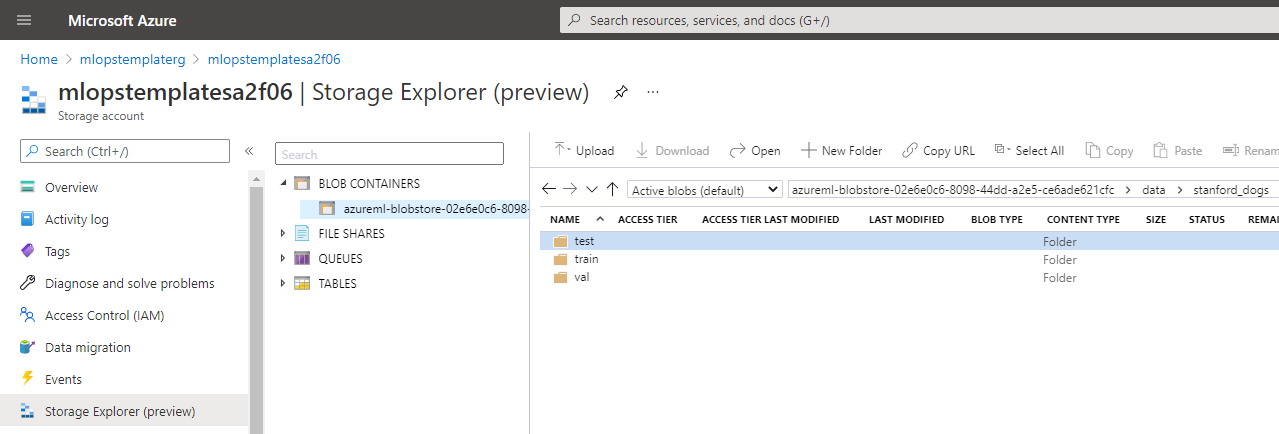 Microsoft Azure
Search resources, services, and docs (G+/)
Home > mlopstemplaterg > mlopstemplatesa2f06
mlopstemplatesa2f06 | Storage Explorer (preview) ...
Storage account
Search (Ctrl+/) «
Overview
Activity log
Tags
Diagnose and solve problems
Access Control (IAM)
Data migration
Events
Storage Explorer (preview)
Search
BLOB CONTAINERS
azureml-blobstore-02e6e0c6-8098-
FILE SHARES
QUEUES
TABLES
Upload Download Open New Folder Copy URL Select All Copy Paste Renam
Active blobs (default) azureml-blobstore-02e6e0c6-8098-44dd-a2e5-ce6ade621cfc > data > stanford_dogs
NAME ACCESS TIER ACCESS TIER LAST MODIFIED LAST MODIFIED BLOB TYPE CONTENT TYPE SIZE STATUS REMAI
test Folder
train Folder
val Folder